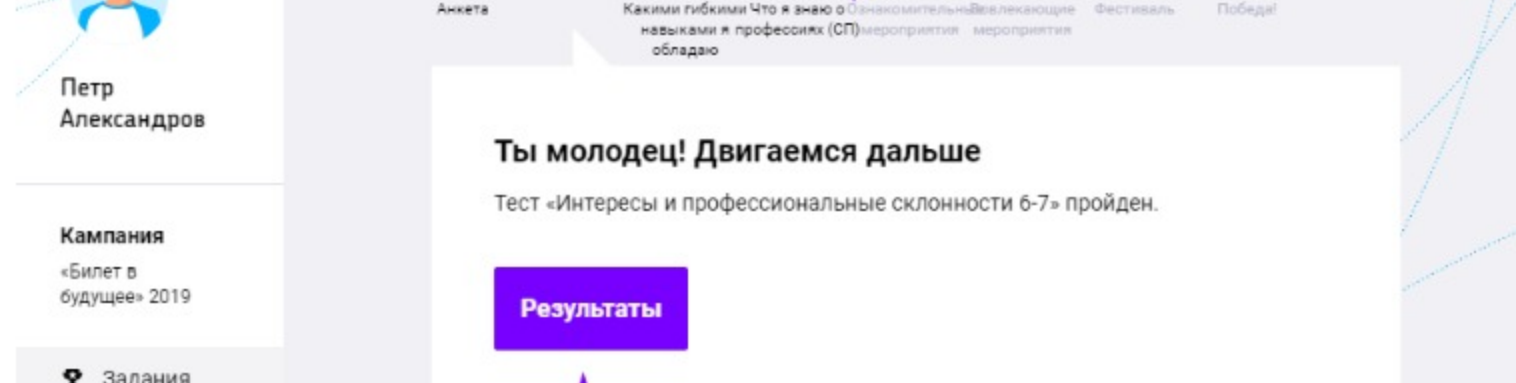 Анкета
Какими гибкими Что я знаю о Ознакомительные Вовлекающие Фестиваль Победа!
навыками я профессиях (СП) мероприятия мероприятия
обладаю
Петр
Александров
Ты молодец! Двигаемся дальше
Тест «Интересы и профессиональные склонности 6-7» пройден.
Кампания
«Билет в
будущее» 2019
Результаты
Задания